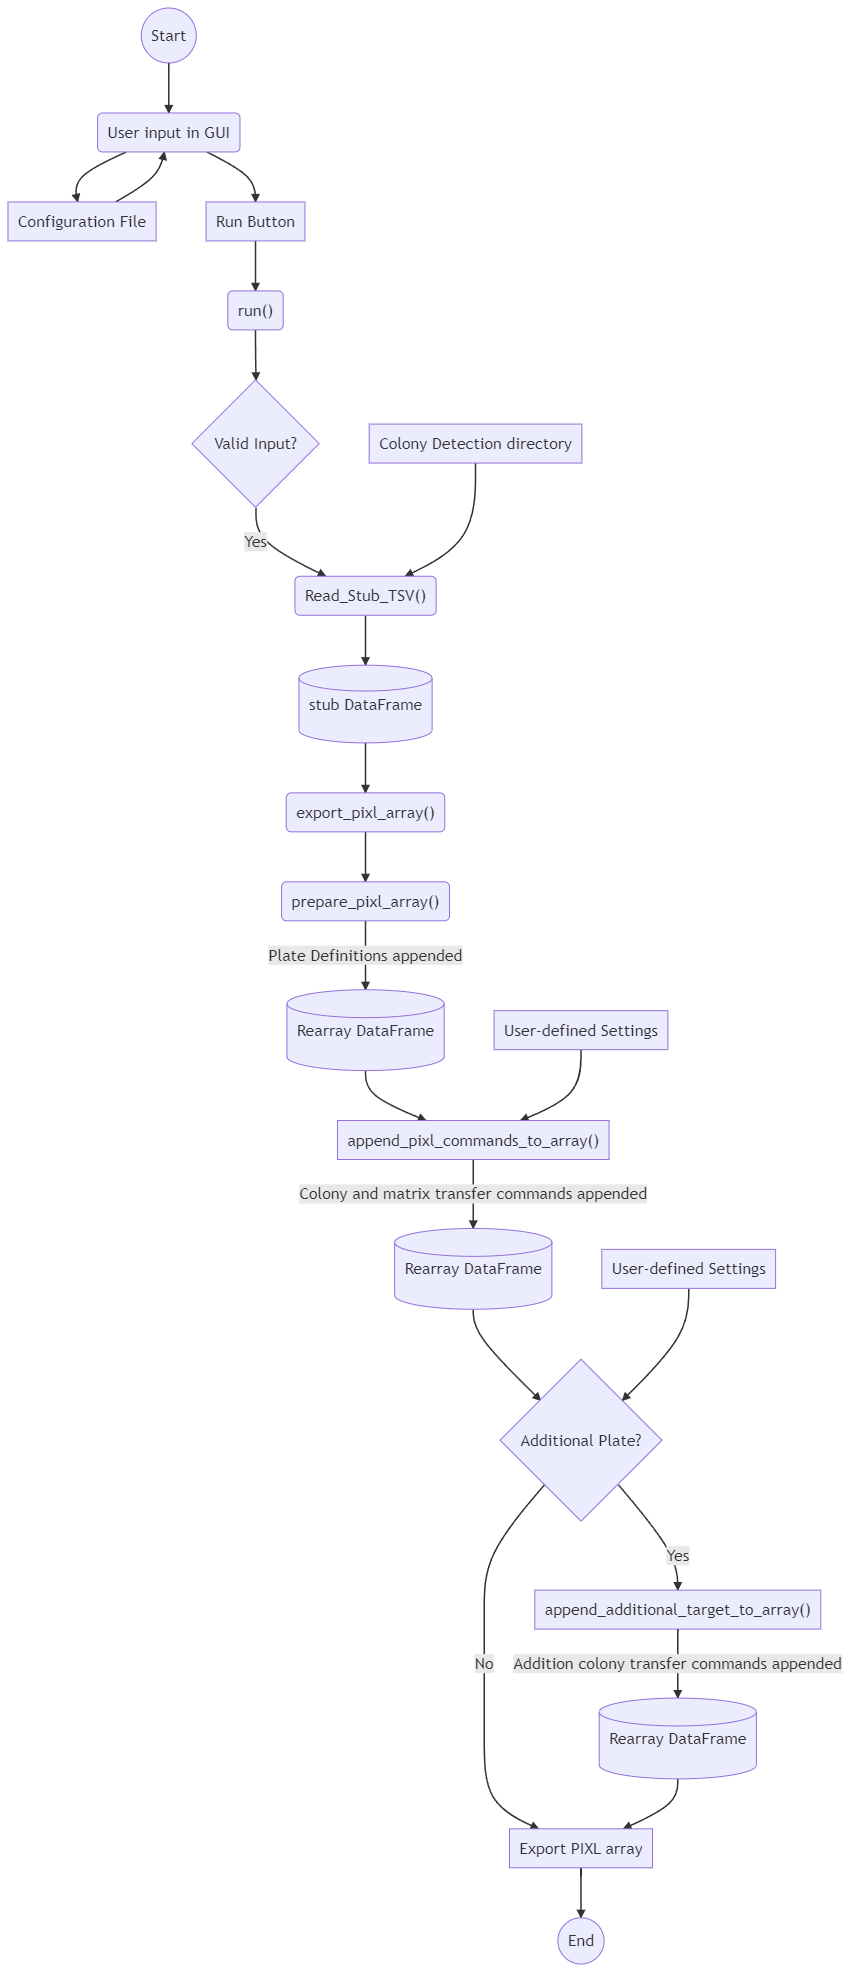 Start
User input in GUI
Configuration File
Run Button
run()
Valid Input?
Colony Detection directory
Yes
Read_Stub_TSV()
stub DataFrame
export_pixl_array()
prepare_pixl_array()
Plate Definitions appended
Rearray DataFrame
User-defined Settings
append_pixl_commands_to_array()
Colony and matrix transfer commands appended
Rearray DataFrame
User-defined Settings
Additional Plate?
Yes
append_additional_target_to_array()
No
Addition colony transfer commands appended
Rearray DataFrame
Export PIXL array
End